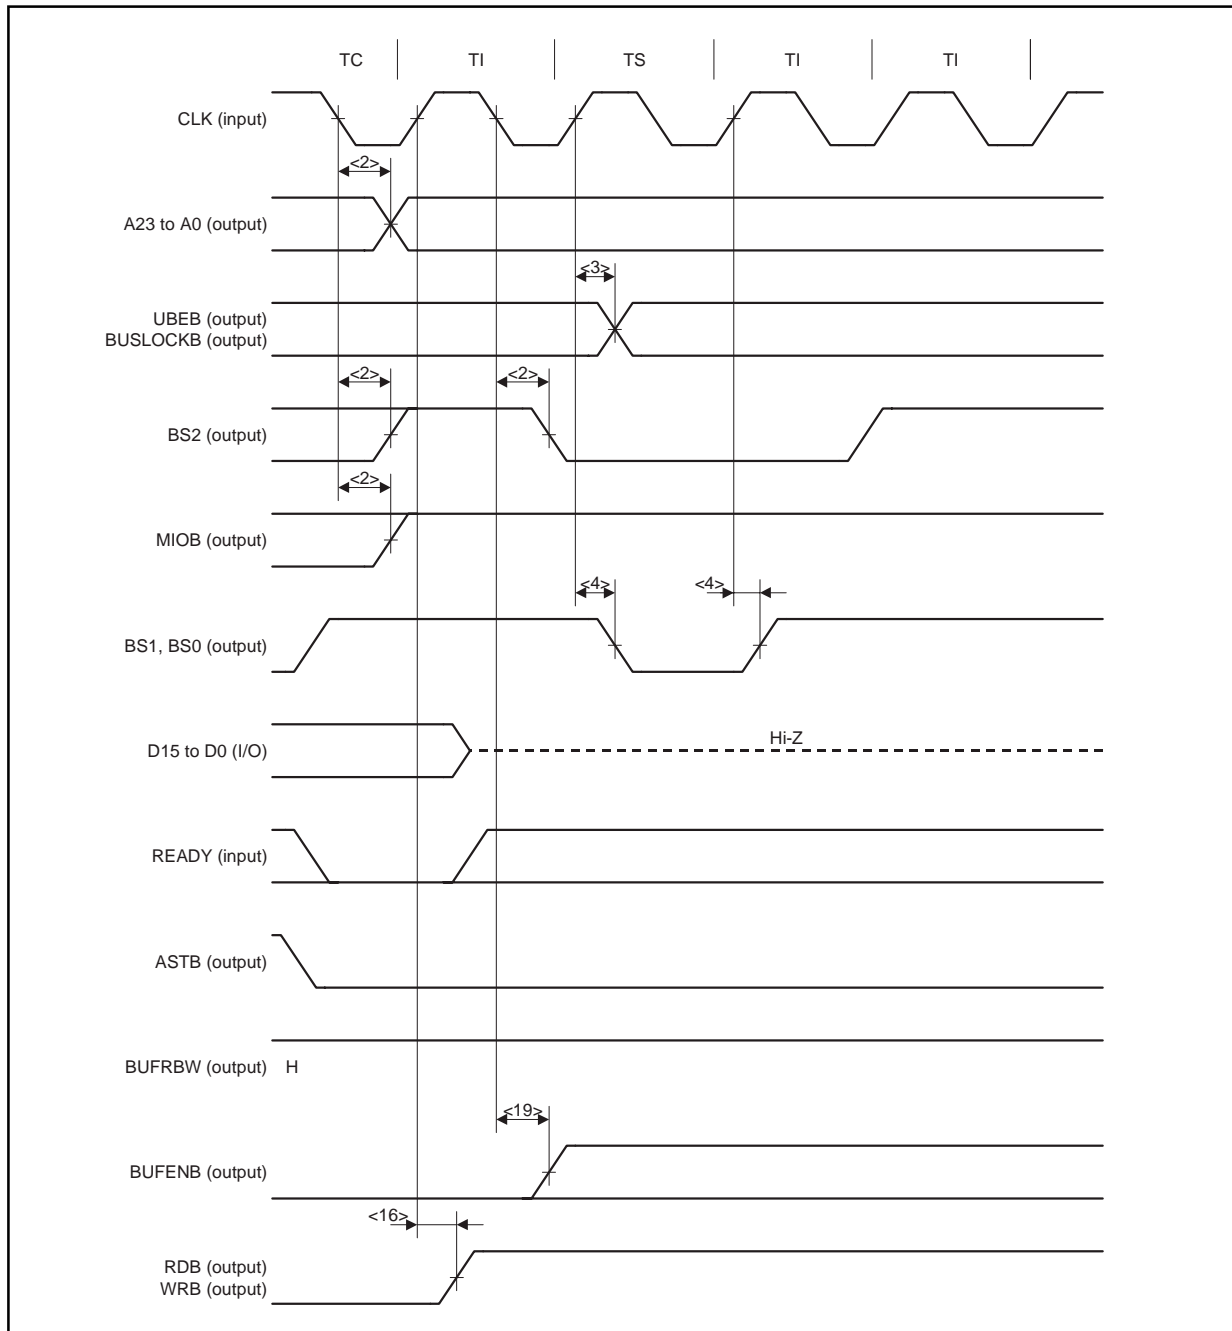 TC TI TS TI TI
CLK (input)
<2>
A23 to A0 (output)
<3>
UBEB (output)
BUSLOCKB (output)
<2> <2>
BS2 (output)
<2>
MIOB (output)
<4> <4>
BS1, BS0 (output)
Hi-Z
D15 to D0 (I/O)
READY (input)
ASTB (output)
BUFRBW (output) H
<19>
BUFENB (output)
<16>
RDB (output)
WRB (output)